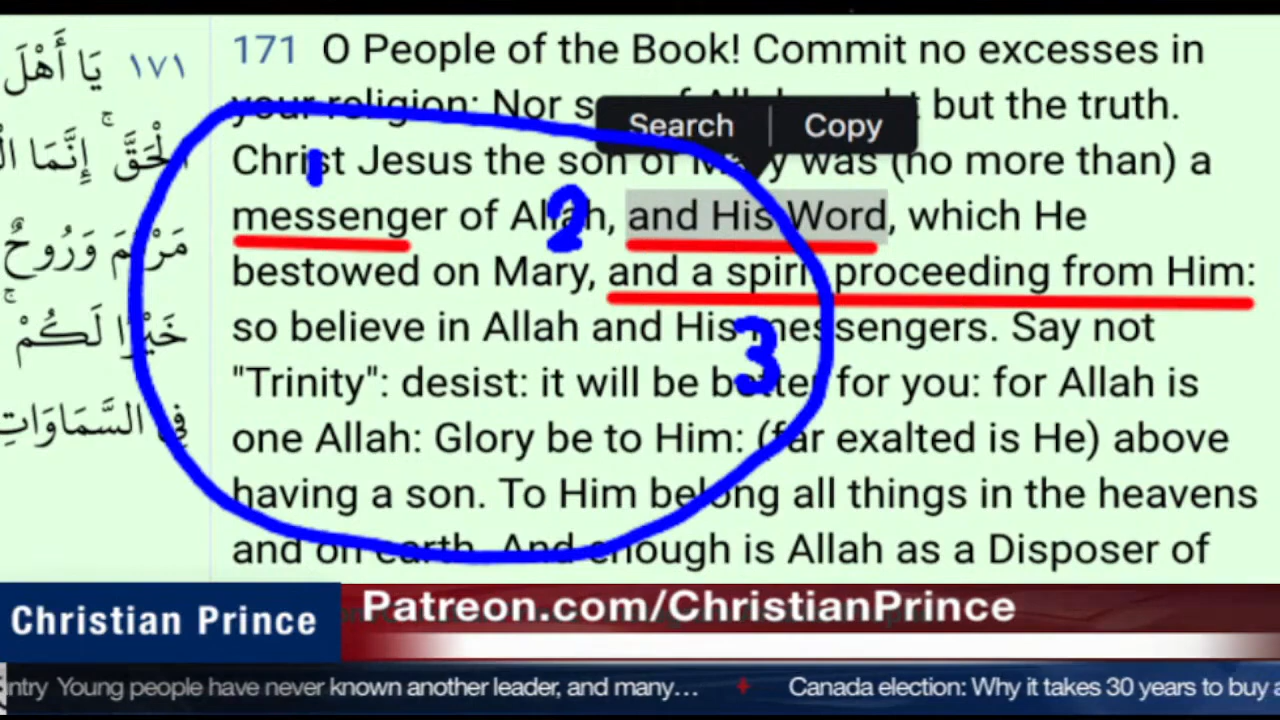 171 O People of the Book! Commit no excesses in
your religion: Nor but the truth.
Search Copy
Christ Jesus the son of Mary was (no more than) a
messenger of Allah, and His Word, which He
bestowed on Mary, and a spirit proceeding from Him:
so believe in Allah and His messengers. Say not
"Trinity": desist: it will be better for you: for Allah is
one Allah: Glory be to Him: (far exalted is He) above
having a son. To Him belong all things in the heavens
and on earth. And enough is Allah as a Disposer of
١٧١ يَا أَهْلَ
الْحَقَّ ۚ إِنَّمَا
مَرْيَمَ وَرُوحٌ
خَيْرًا لَكُمْ ۚ
فِي السَّمَاوَاتِ
1
2
3
Christian Prince
Patreon.com/ChristianPrince
ntry Young people have never known another leader, and many... Canada election: Why it takes 30 years to buy a